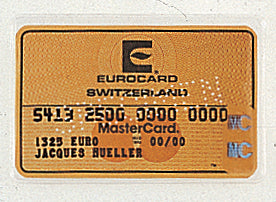 E
EUROCARD
SWITZERLAND
5413 2500 0000 0000
MC
MasterCard.
1325 EURO 00/00
MC
JACQUES MUELLER